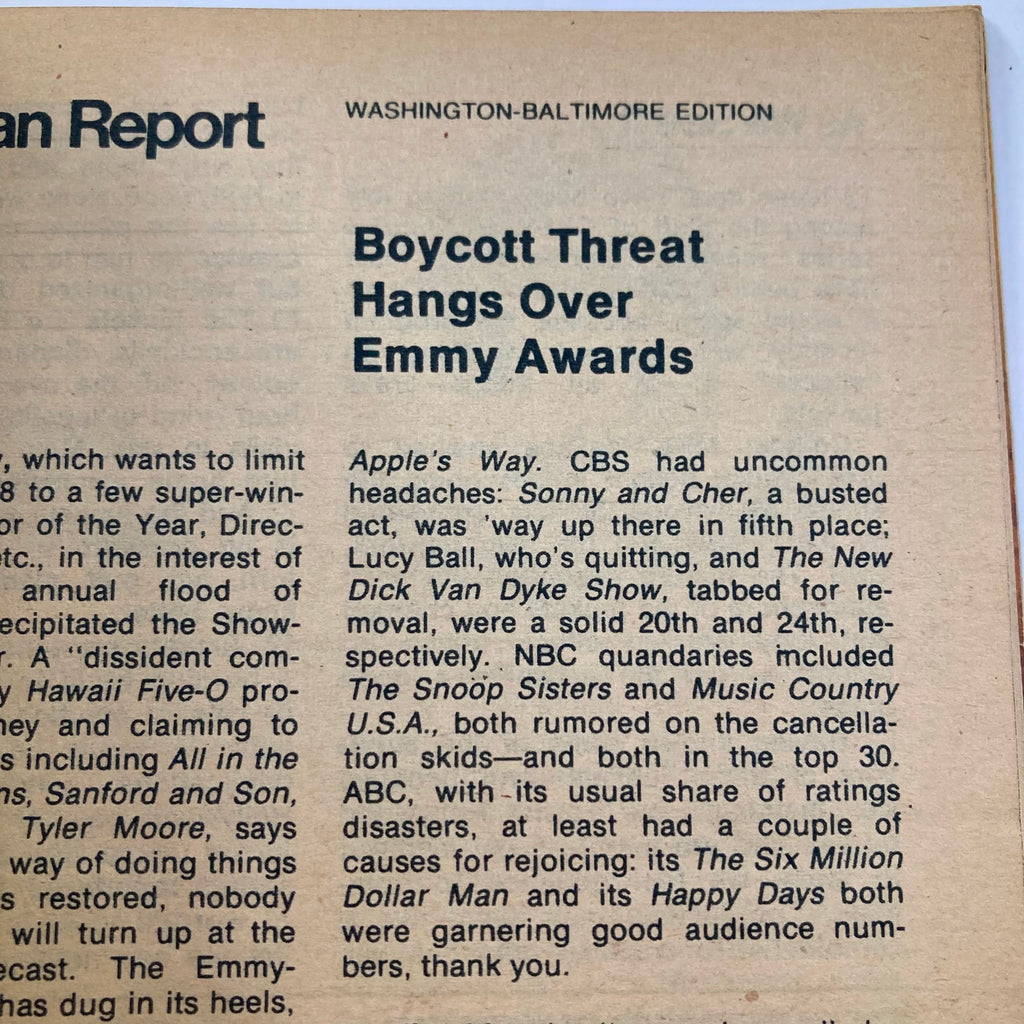 an Report
WASHINGTON-BALTIMORE EDITION
Boycott Threat
Hangs Over
Emmy Awards
, which wants to limit
8 to a few super-win-
or of the Year, Direc-
etc., in the interest of
annual flood of
ecipitated the Show-
r. A "dissident com-
y Hawaii Five-O pro-
ney and claiming to
s including All in the
ns, Sanford and Son,
Tyler Moore, says
way of doing things
s restored, nobody
will turn up at the
ecast. The Emmy-
has dug in its heels,
Apple's Way. CBS had uncommon
headaches: Sonny and Cher, a busted
act, was 'way up there in fifth place;
Lucy Ball, who's quitting, and The New
Dick Van Dyke Show, tabbed for re-
moval, were a solid 20th and 24th, re-
spectively. NBC quandaries included
The Snoop Sisters and Music Country
U.S.A., both rumored on the cancella-
tion skids—and both in the top 30.
ABC, with its usual share of ratings
disasters, at least had a couple of
causes for rejoicing: its The Six Million
Dollar Man and its Happy Days both
were garnering good audience num-
bers, thank you.